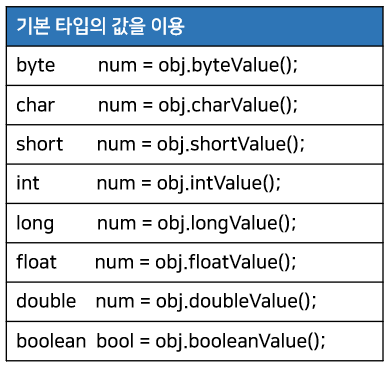 기본 타입의 값을 이용
byte num = obj.byteValue();
char num = obj.charValue();
short num = obj.shortValue();
int num = obj.intValue();
long num = obj.longValue();
float num = obj.floatValue();
double num = obj.doubleValue();
boolean bool = obj.booleanValue();